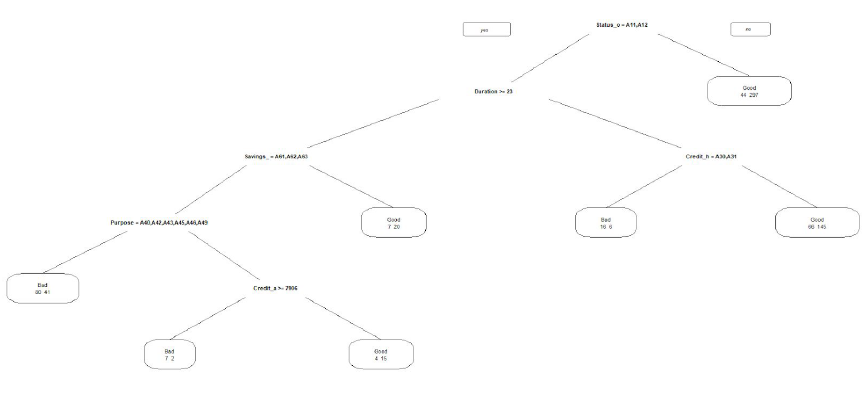 Status_o = A11,A12
yes
no
Good
44 297
Duration >= 23
Savings_ = A61,A62,A63
Credit_h = A30,A31
Purpose = A40,A42,A43,A45,A46,A49
Good
7 20
Bad
16 6
Good
66 145
Bad
80 41
Credit_a >= 7906
Bad
7 2
Good
4 15